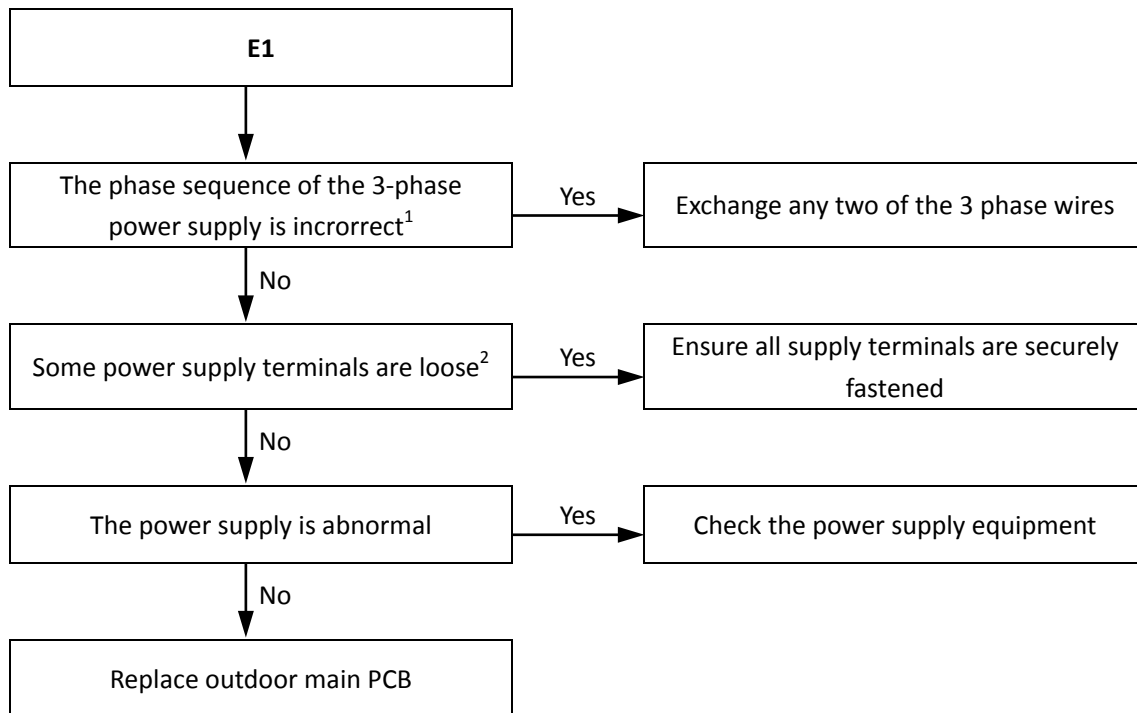 E1
The phase sequence of the 3-phase
power supply is incrorrect1
Yes
Exchange any two of the 3 phase wires
No
Some power supply terminals are loose2
Yes
Ensure all supply terminals are securely
fastened
No
The power supply is abnormal
Yes
Check the power supply equipment
No
Replace outdoor main PCB